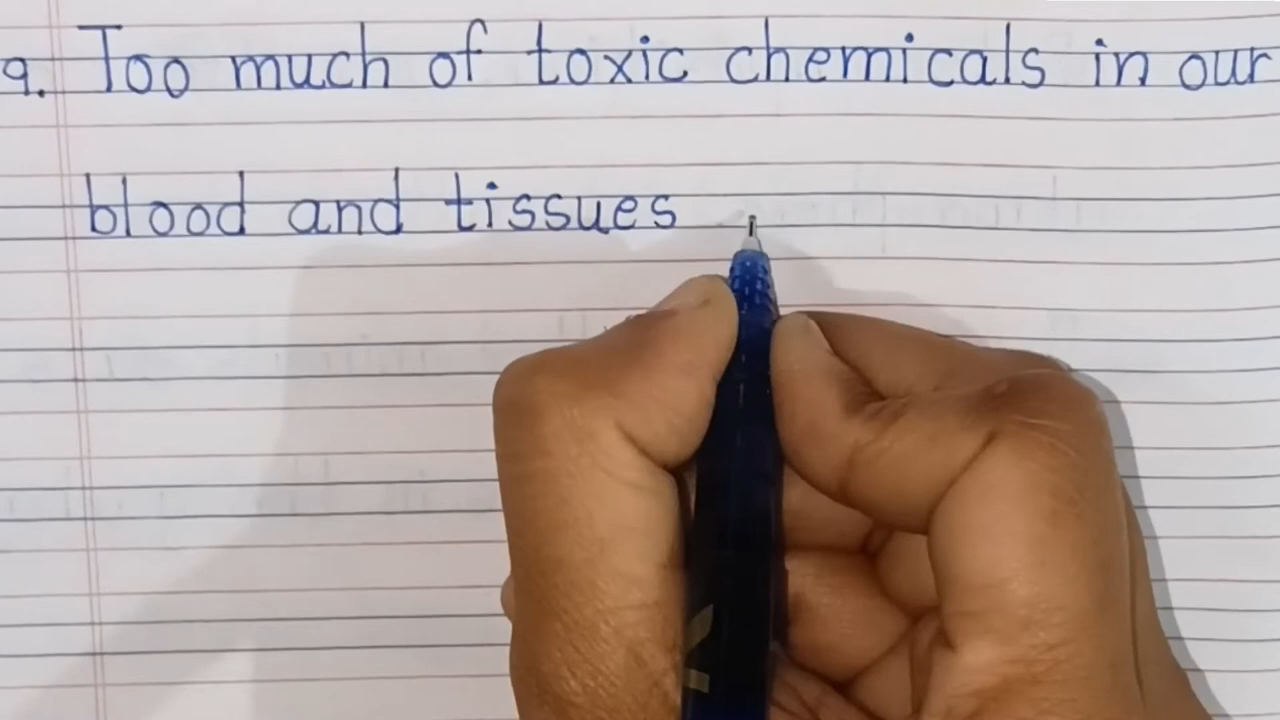 9. Too much of toxic chemicals in our
blood and tissues